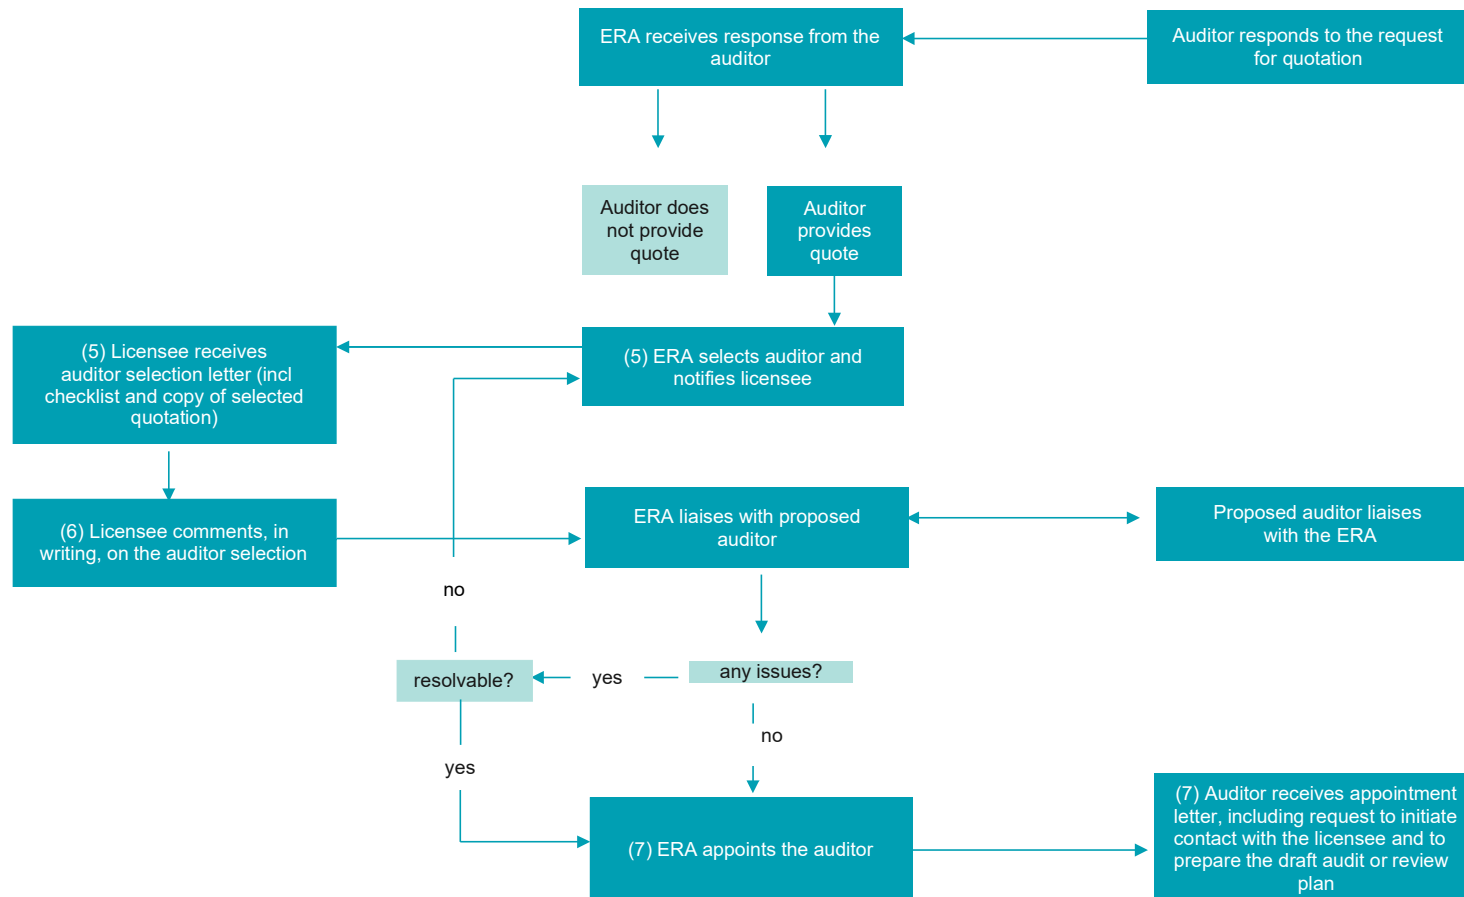 ERA receives response from the
auditor
Auditor responds to the request
for quotation
Auditor does
not provide
quote
Auditor
provides
quote
(5) Licensee receives
auditor selection letter (incl
checklist and copy of selected
quotation)
(5) ERA selects auditor and
notifies licensee
(6) Licensee comments, in
writing, on the auditor selection
ERA liaises with proposed
auditor
Proposed auditor liaises
with the ERA
no
resolvable?
yes
any issues?
no
yes
(7) ERA appoints the auditor
(7) Auditor receives appointment
letter, including request to initiate
contact with the licensee and to
prepare the draft audit or review
plan